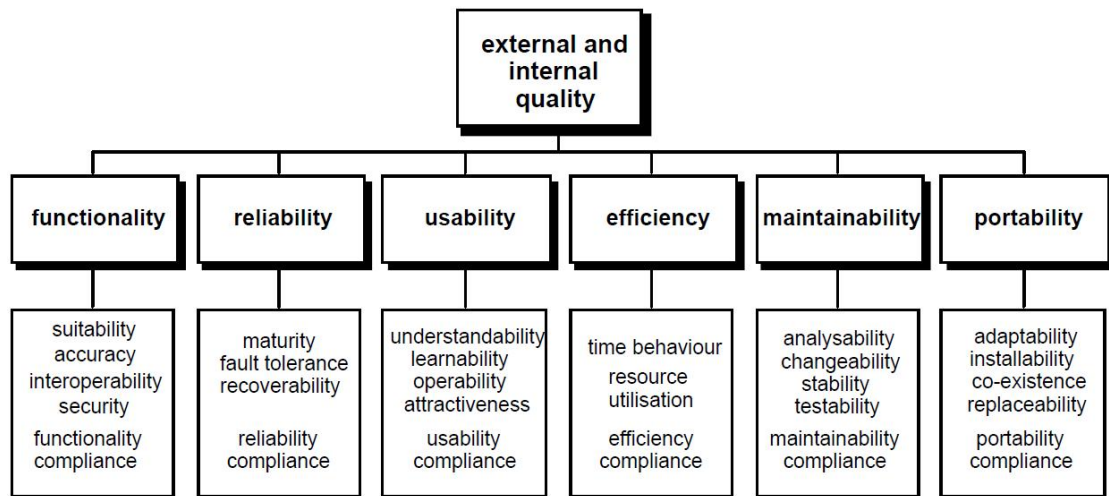 external and
internal
quality
functionality
reliability
usability
efficiency
maintainability
portability
suitability
accuracy
interoperability
security
functionality
compliance
maturity
fault tolerance
recoverability
reliability
compliance
understandability
learnability
operability
attractiveness
usability
compliance
time behaviour
resource
utilisation
efficiency
compliance
analysability
changeability
stability
testability
maintainability
compliance
adaptability
installability
co-existence
replaceability
portability
compliance